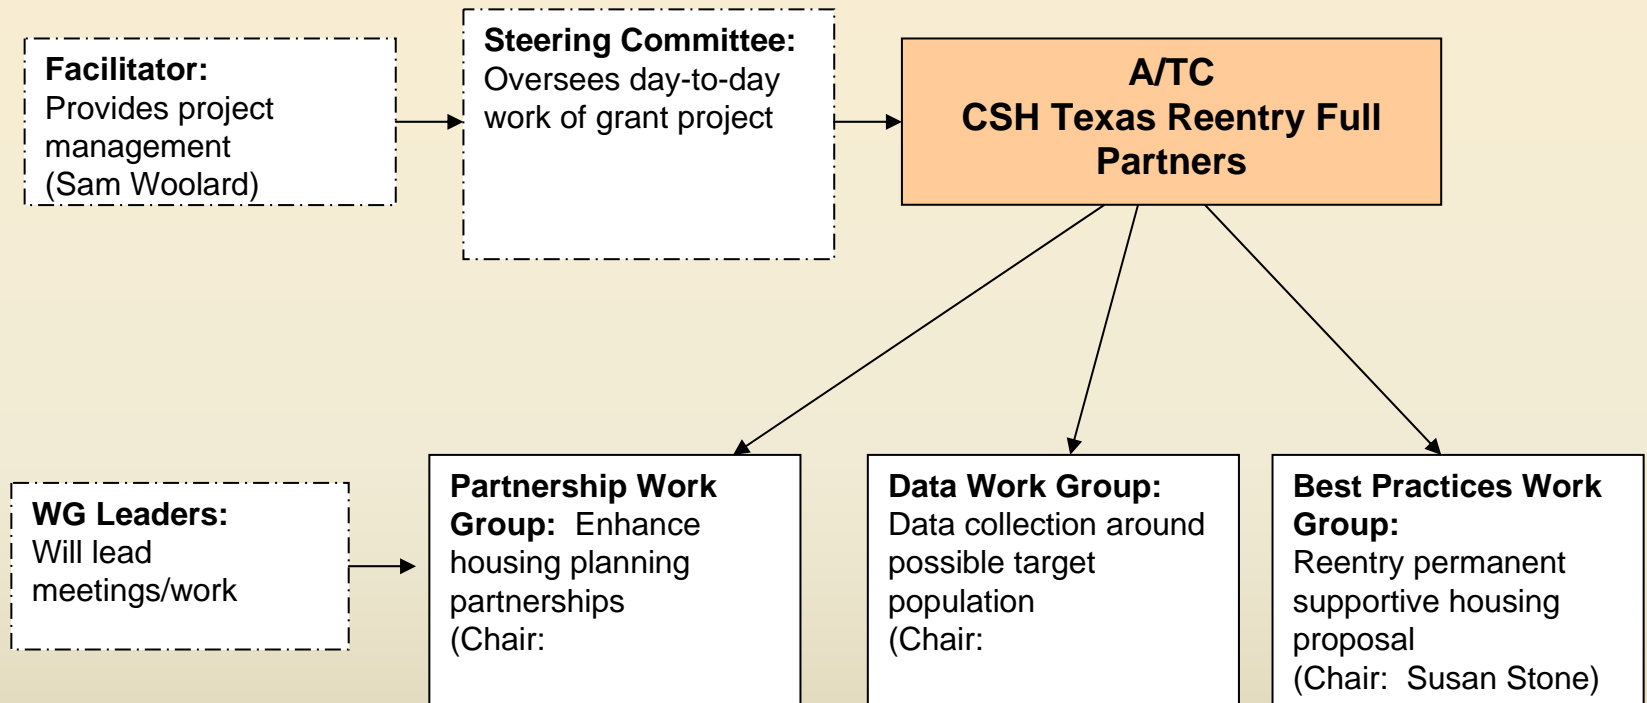 Facilitator:
Provides project
management
(Sam Woolard)
Steering Committee:
Oversees day-to-day
work of grant project
A/TC
CSH Texas Reentry Full
Partners
WG Leaders:
Will lead
meetings/work
Partnership Work
Group: Enhance
housing planning
partnerships
(Chair:
Data Work Group:
Data collection around
possible target
population
(Chair:
Best Practices Work
Group:
Reentry permanent
supportive housing
proposal
(Chair: Susan Stone)